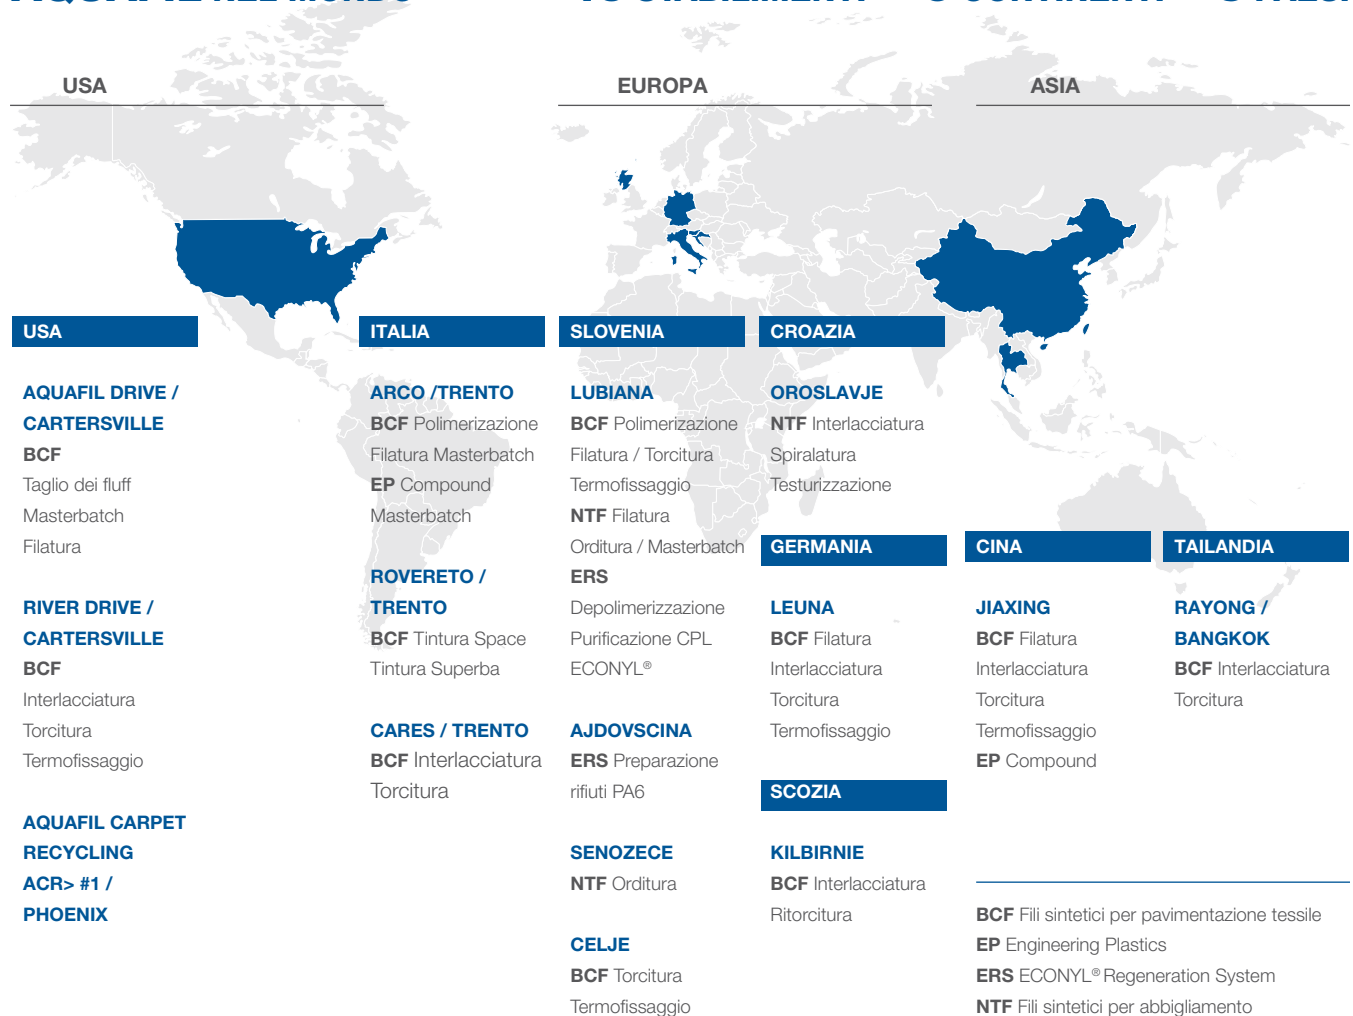 USA
EUROPA
ASIA
USA
AQUAFIL DRIVE /
CARTERSVILLE
BCF
Taglio dei fluff
Masterbatch
Filatura
RIVER DRIVE /
CARTERSVILLE
BCF
Interlacciatura
Torcitura
Termofissaggio
AQUAFIL CARPET
RECYCLING
ACR> #1 /
PHOENIX
ITALIA
ARCO /TRENTO
BCF Polimerizazione
Filatura Masterbatch
EP Compound
Masterbatch
ROVERETO /
TRENTO
BCF Tintura Space
Tintura Superba
CARES / TRENTO
BCF Interlacciatura
Torcitura
SLOVENIA
LUBIANA
BCF Polimerizazione
Filatura / Torcitura
Termofissaggio
NTF Filatura
Orditura / Masterbatch
ERS
Depolimerizzazione
Purificazione CPL
ECONYL®
AJDOVSCINA
ERS Preparazione
rifiuti PA6
SENOZECE
NTF Orditura
CELJE
BCF Torcitura
Termofissaggio
CROAZIA
OROSLAVJE
NTF Interlacciatura
Spiralatura
Testurizzazione
GERMANIA
LEUNA
BCF Filatura
Interlacciatura
Torcitura
Termofissaggio
SCOZIA
KILBIRNIE
BCF Interlacciatura
Ritorcitura
CINA
JIAXING
BCF Filatura
Interlacciatura
Torcitura
Termofissaggio
EP Compound
TAILANDIA
RAYONG /
BANGKOK
BCF Interlacciatura
Torcitura
BCF Fili sintetici per pavimentazione tessile
EP Engineering Plastics
ERS ECONYL® Regeneration System
NTF Fili sintetici per abbigliamento